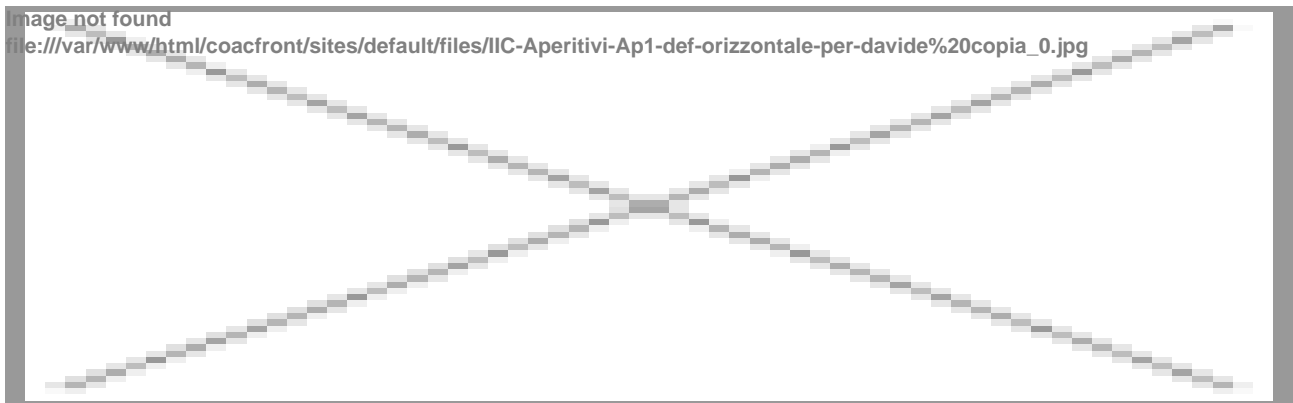 Image not found
file:///var/www/html/coacfront/sites/default/files/IIC-Aperitivi-Ap1-def-orizzontale-per-davide%20copia_0.jpg